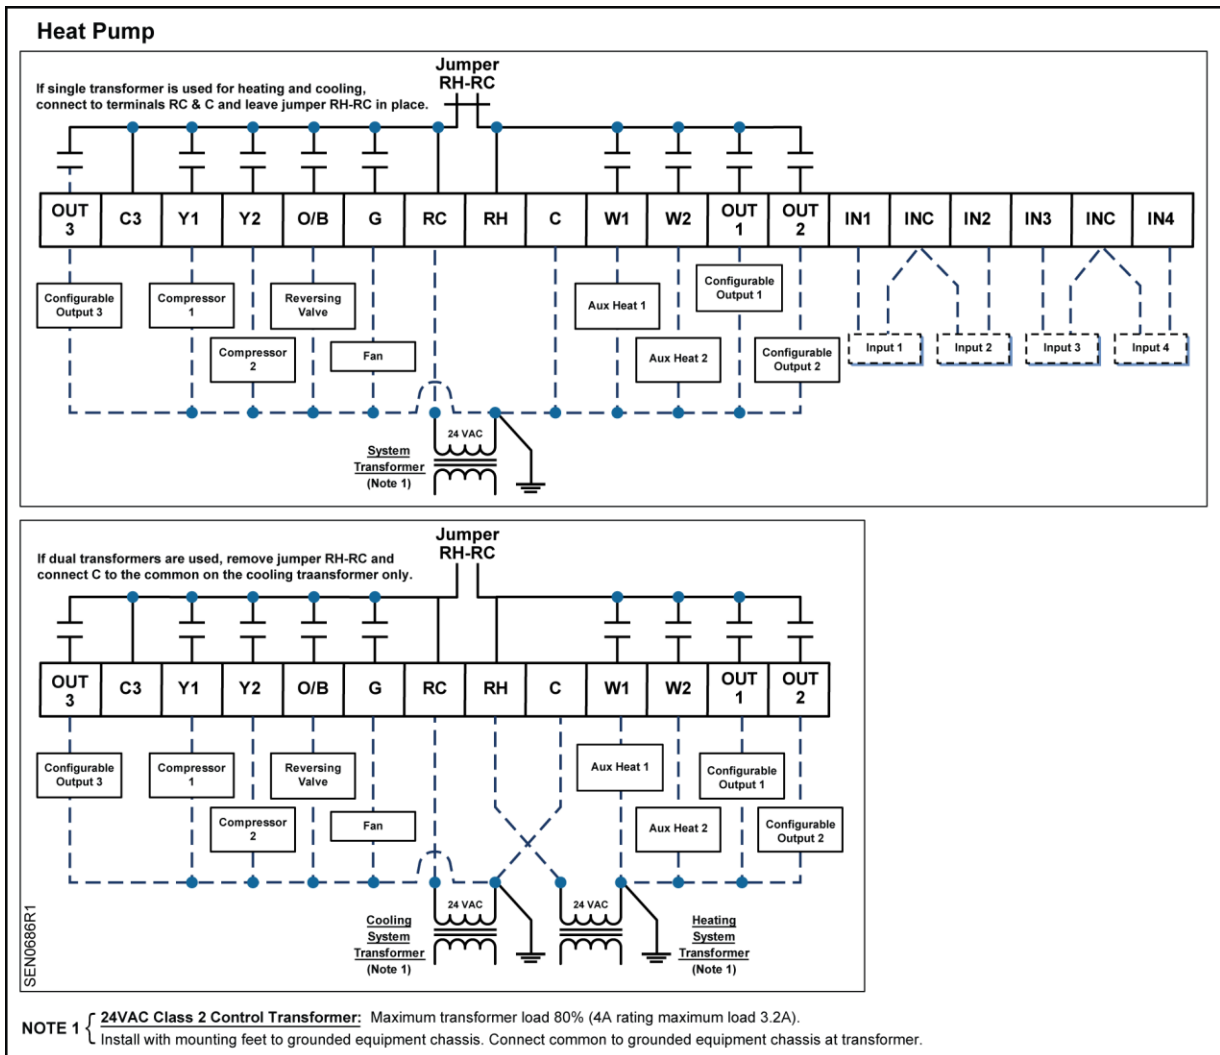 Heat Pump
Jumper
RH-RC
If single transformer is used for heating and cooling,
connect to terminals RC & C and leave jumper RH-RC in place.
OUT 3 C3 Y1 Y2 O/B G RC RH C W1 W2 OUT 1 OUT 2 IN1 INC IN2 IN3 INC IN4
Configurable
Output 3
Compressor
1
Compressor
2
Reversing
Valve
Fan
Aux Heat 1
Aux Heat 2
Configurable
Output 1
Configurable
Output 2
Input 1
Input 2
Input 3
Input 4
24 VAC
System
Transformer
(Note 1)
Jumper
RH-RC
If dual transformers are used, remove jumper RH-RC and
connect C to the common on the cooling traansformer only.
OUT 3 C3 Y1 Y2 O/B G RC RH C W1 W2 OUT 1 OUT 2
Configurable
Output 3
Compressor
1
Compressor
2
Reversing
Valve
Fan
Aux Heat 1
Aux Heat 2
Configurable
Output 1
Configurable
Output 2
24 VAC
24 VAC
Cooling
System
Transformer
(Note 1)
Heating
System
Transformer
(Note 1)
SEN0686R1
NOTE 1 { 24VAC Class 2 Control Transformer: Maximum transformer load 80% (4A rating maximum load 3.2A).
Install with mounting feet to grounded equipment chassis. Connect common to grounded equipment chassis at transformer.